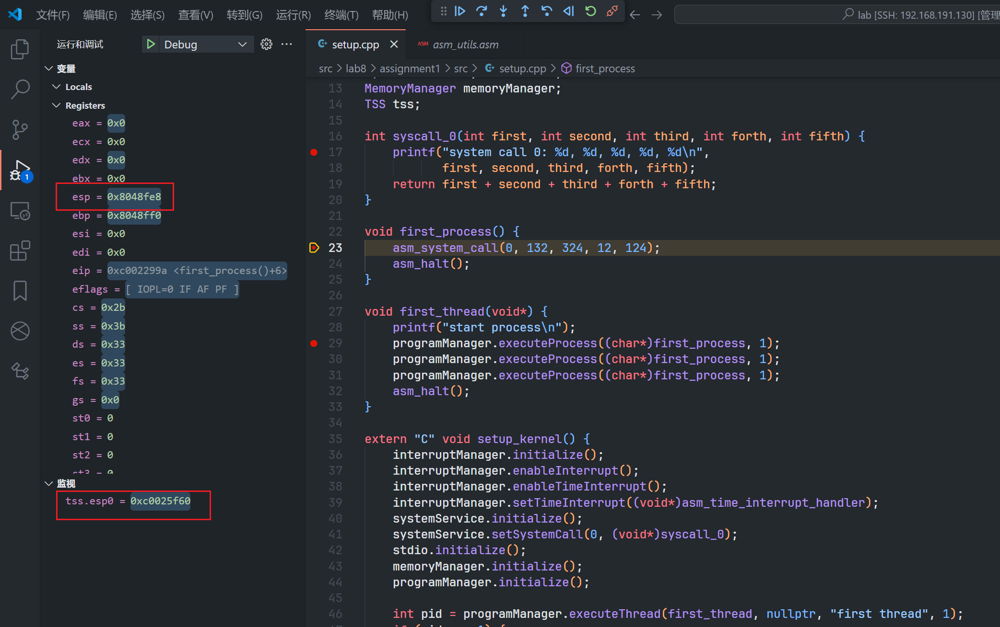 文件(F) 编辑(E) 选择(S) 查看(V) 转到(G) 运行(R) 终端(T) 帮助(H)
lab [SSH: 192.168.191.130] [管理
运行和调试
Debug
变量
Locals
Registers
eax = 0x0
ecx = 0x0
edx = 0x0
ebx = 0x0
esp = 0x8048fe8
ebp = 0x8048ff0
esi = 0x0
edi = 0x0
eip = 0xc002299a <first_process()+6>
eflags = [ IOPL=0 IF AF PF ]
cs = 0x2b
ss = 0x3b
ds = 0x33
es = 0x33
fs = 0x33
gs = 0x0
st0 = 0
st1 = 0
st2 = 0
st3 = 0
监视
tss.esp0 = 0xc0025f60
1
setup.cpp
ASM asm_utils.asm
src > lab8 > assignment1 > src > setup.cpp > first_process
13 MemoryManager memoryManager;
14 TSS tss;
15
16 int syscall_0(int first, int second, int third, int forth, int fifth) {
17 printf("system call 0: %d, %d, %d, %d, %d\n",
18 first, second, third, forth, fifth);
19 return first + second + third + forth + fifth;
20 }
21
22 void first_process() {
23 asm_system_call(0, 132, 324, 12, 124);
24 asm_halt();
25 }
26
27 void first_thread(void*) {
28 printf("start process\n");
29 programManager.executeProcess((char*)first_process, 1);
30 programManager.executeProcess((char*)first_process, 1);
31 programManager.executeProcess((char*)first_process, 1);
32 asm_halt();
33 }
34
35 extern "C" void setup_kernel() {
36 interruptManager.initialize();
37 interruptManager.enableInterrupt();
38 interruptManager.enableTimeInterrupt();
39 interruptManager.setTimeInterrupt((void*)asm_time_interrupt_handler);
40 systemService.initialize();
41 systemService.setSystemCall(0, (void*)syscall_0);
42 stdio.initialize();
43 memoryManager.initialize();
44 programManager.initialize();
45
46 int pid = programManager.executeThread(first_thread, nullptr, "first thread", 1);